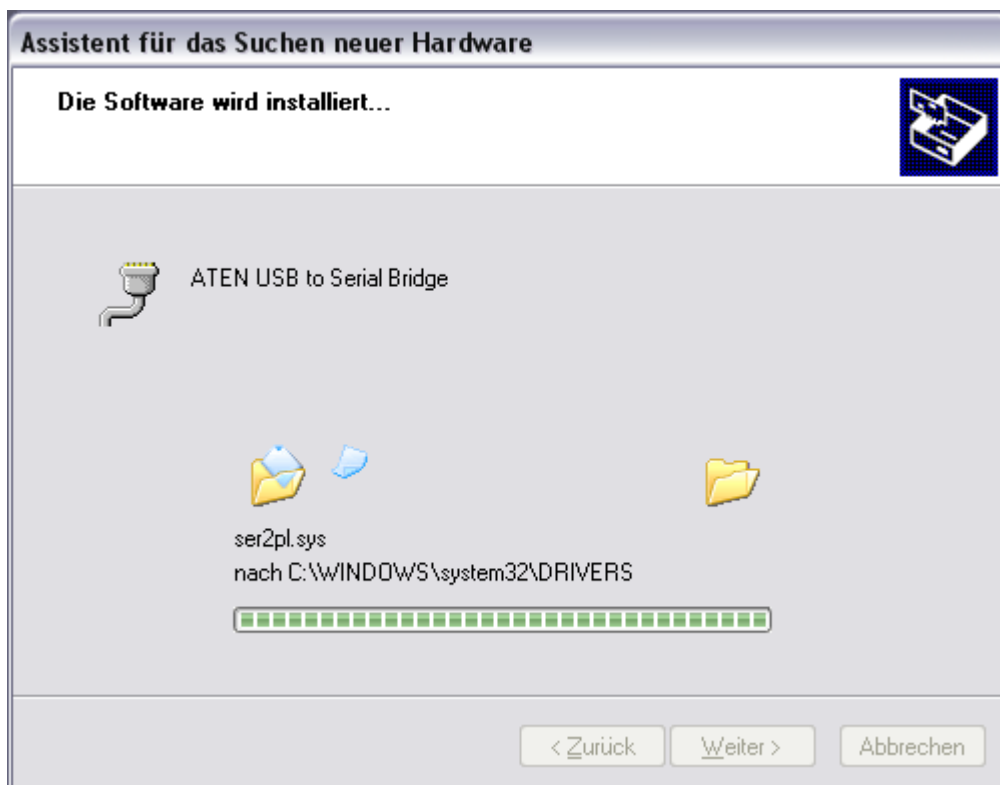 Assistent für das Suchen neuer Hardware
Die Software wird installiert...
ATEN USB to Serial Bridge
ser2pl.sys
nach C:\WINDOWS\system32\DRIVERS
< Zurück
Weiter >
Abbrechen